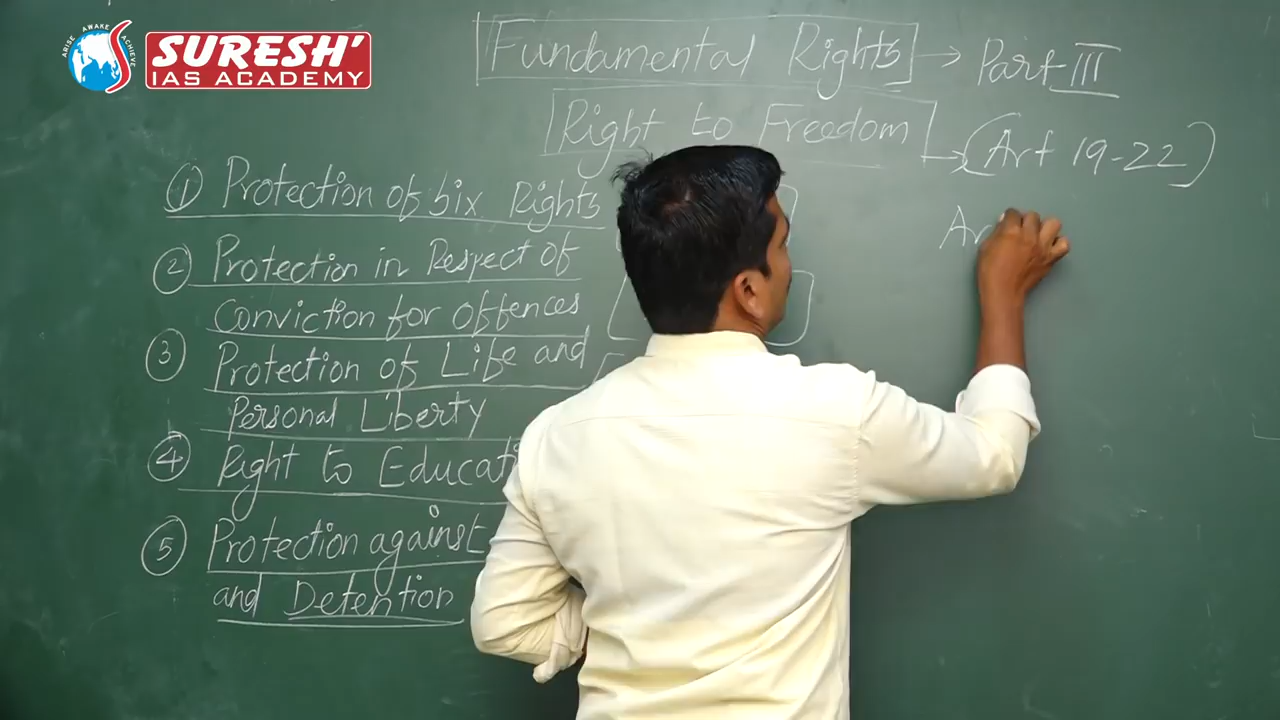 ARISE AWAKE ACHIEVE
SURESH'
IAS ACADEMY
Fundamental Rights → Part III
Right to Freedom → (Art 19-22)
① Protection of six Rights
② Protection in Respect of
Conviction for offences
③ Protection of Life and
Personal Liberty
④ Right to Educati
⑤ Protection against
and Detention
Ar